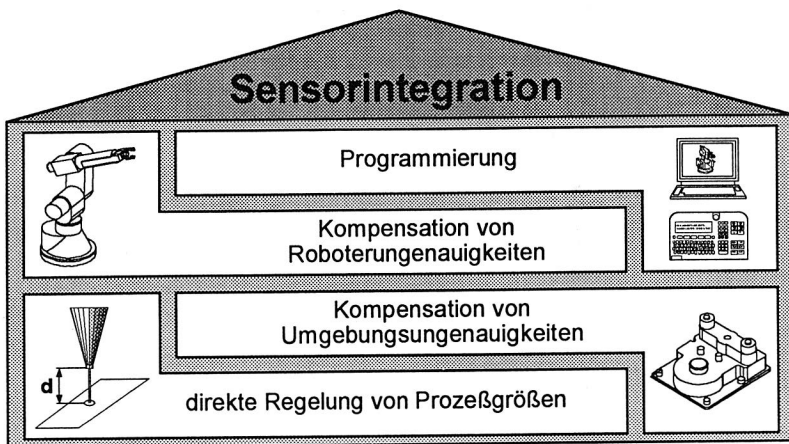 Sensorintegration
Programmierung
Kompensation von
Roboterungenauigkeiten
Kompensation von
Umgebungsungenauigkeiten
d
direkte Regelung von Prozeßgrößen